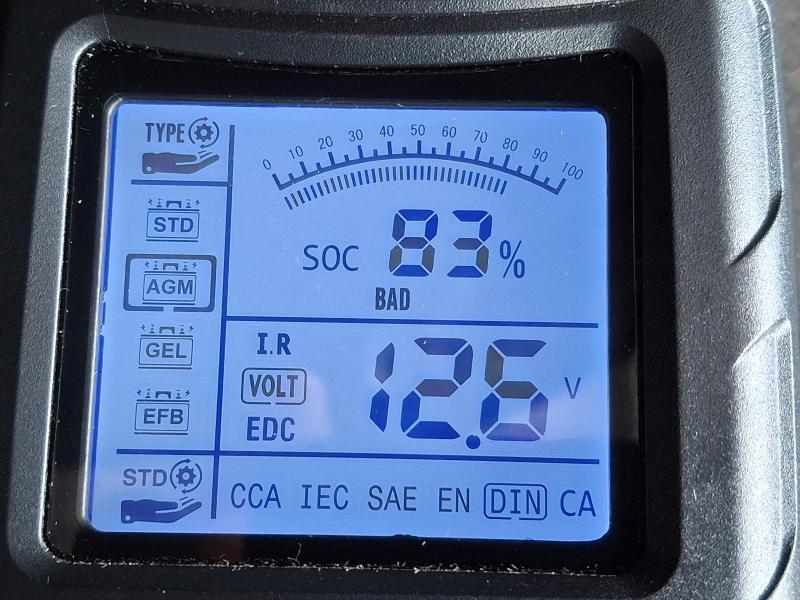 TYPE
0 10 20 30 40 50 60 70 80 90 100
STD
SOC 83%
AGM
BAD
GEL
I.R
VOLT 12.6 V
EFB
EDC
STD
CCA IEC SAE EN DIN CA